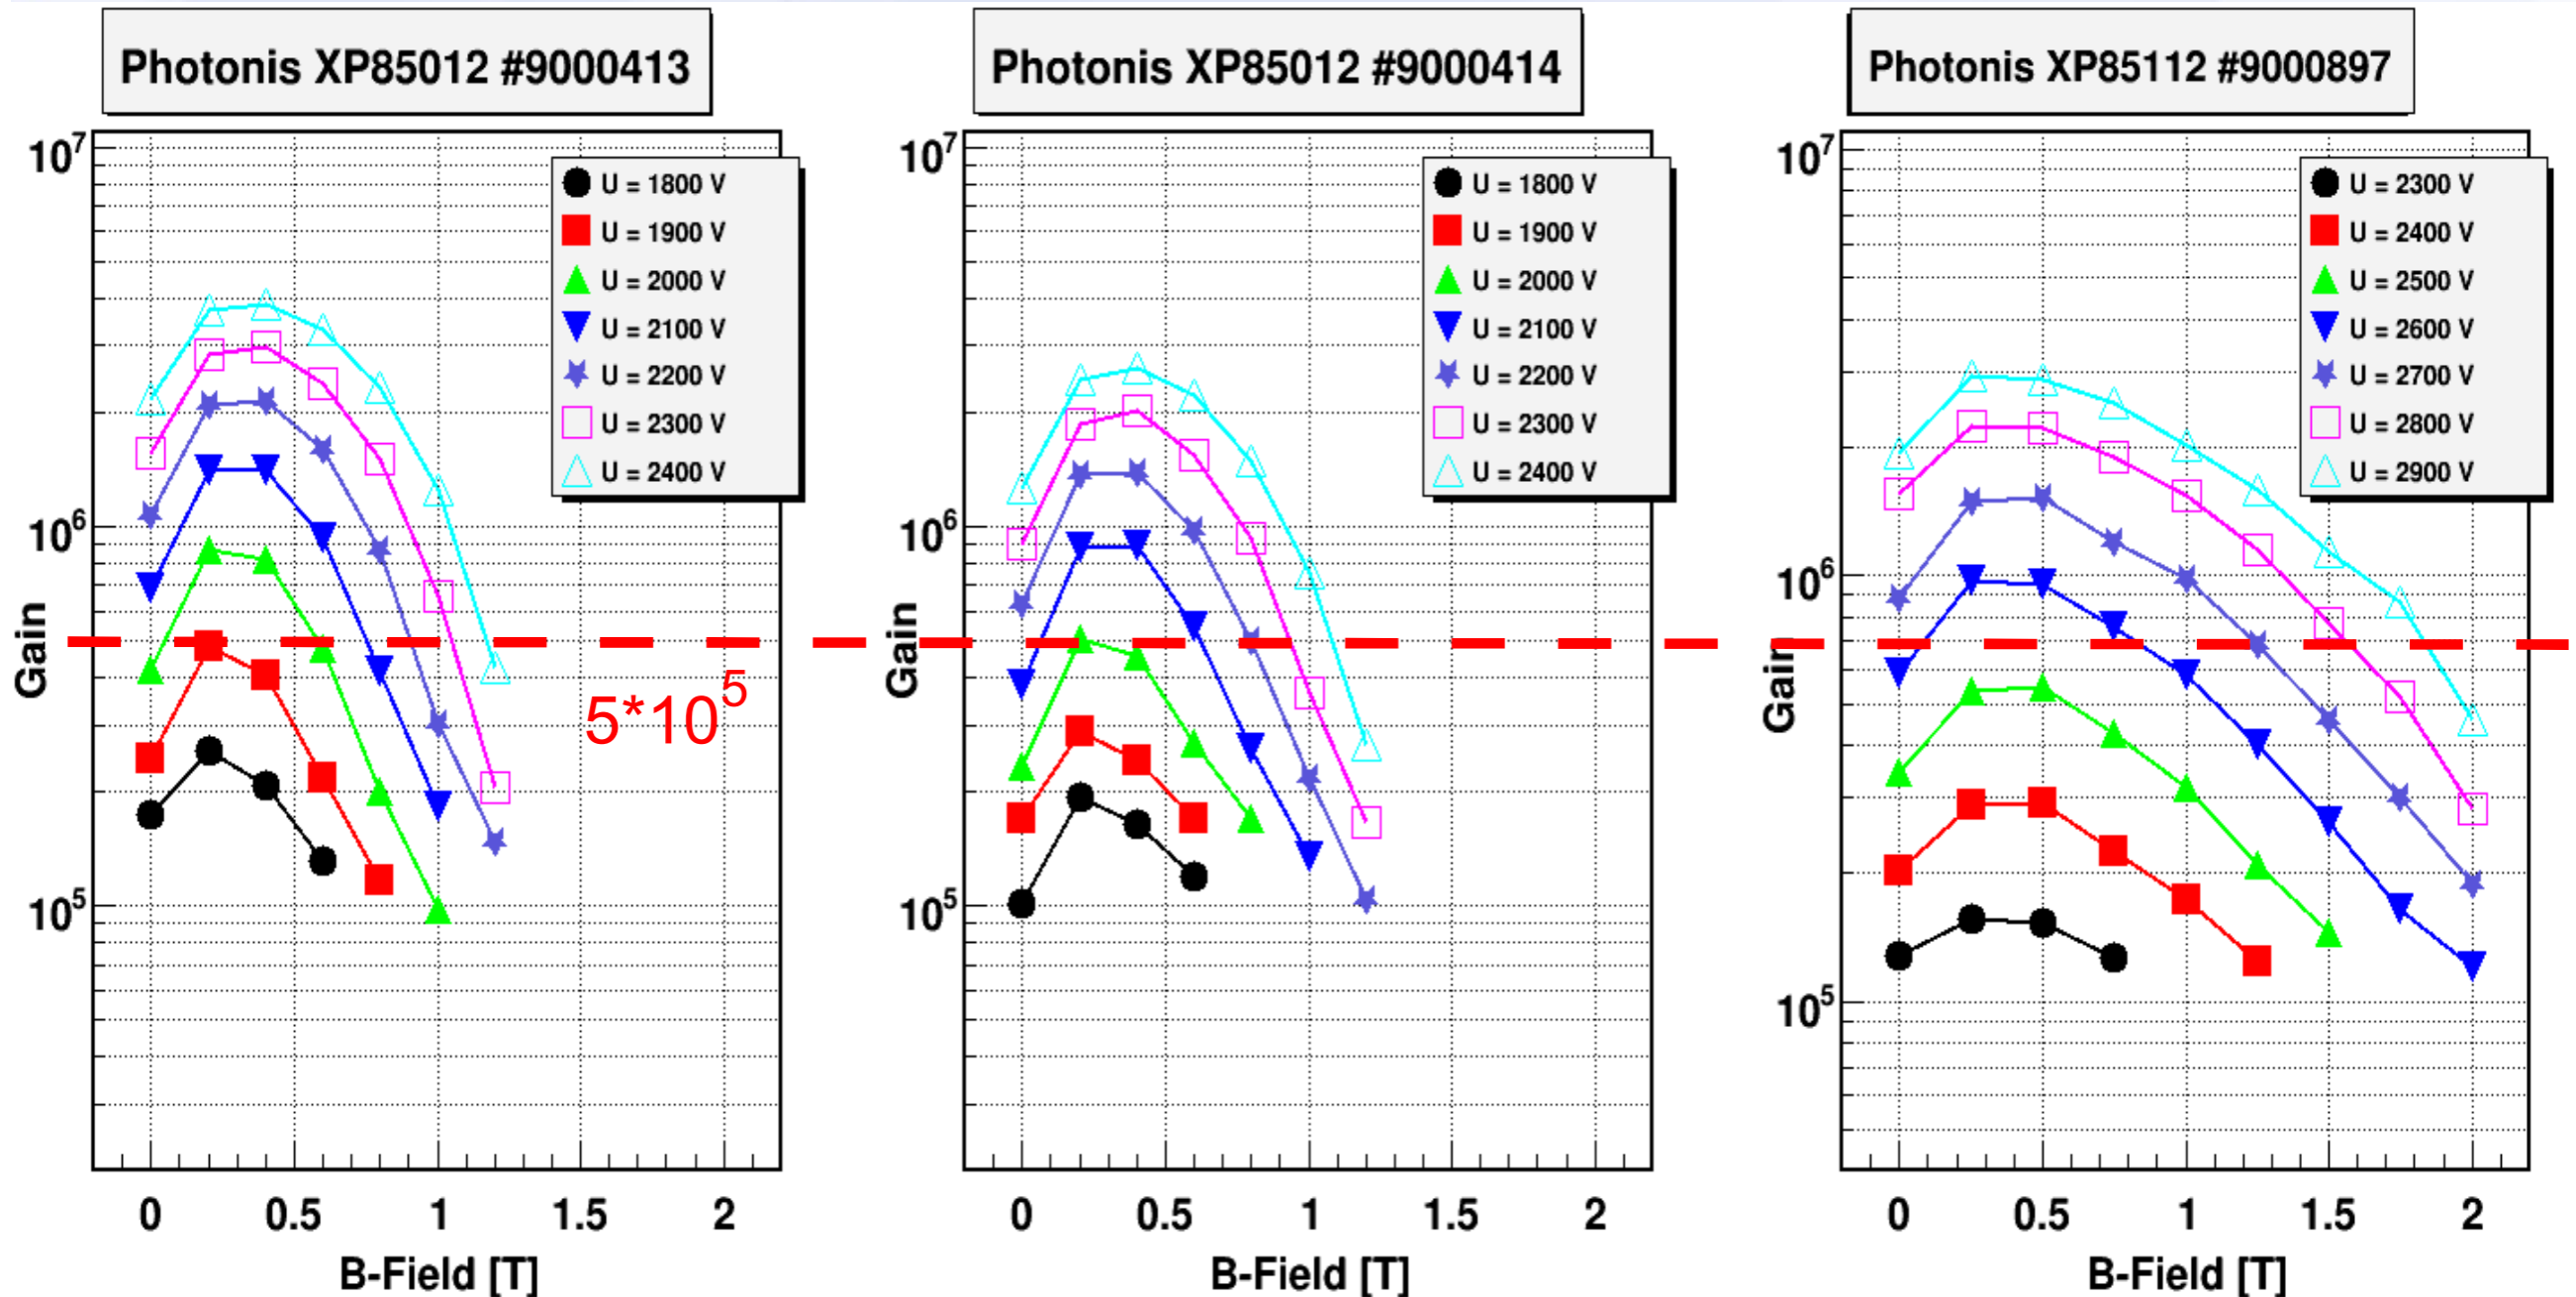 Photonis XP85012 #9000413
10^7
10^6
10^5
Gain
U = 1800 V
U = 1900 V
U = 2000 V
U = 2100 V
U = 2200 V
U = 2300 V
U = 2400 V
5*10^5
0 0.5 1 1.5 2
B-Field [T]
Photonis XP85012 #9000414
10^7
10^6
10^5
Gain
U = 1800 V
U = 1900 V
U = 2000 V
U = 2100 V
U = 2200 V
U = 2300 V
U = 2400 V
0 0.5 1 1.5 2
B-Field [T]
Photonis XP85112 #9000897
10^7
10^6
10^5
Gain
U = 2300 V
U = 2400 V
U = 2500 V
U = 2600 V
U = 2700 V
U = 2800 V
U = 2900 V
0 0.5 1 1.5 2
B-Field [T]